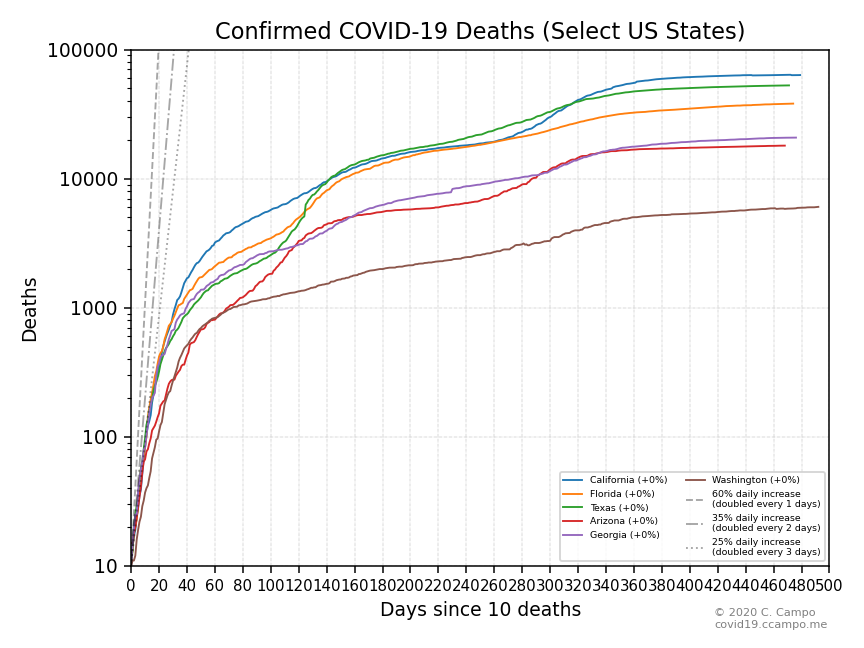 Confirmed COVID-19 Deaths (Select US States)
100000
10000
1000
100
10
Deaths
0 20 40 60 80 100 120 140 160 180 200 220 240 260 280 300 320 340 360 380 400 420 440 460 480 500
Days since 10 deaths
California (+0%)
Florida (+0%)
Texas (+0%)
Arizona (+0%)
Georgia (+0%)
Washington (+0%)
60% daily increase
(doubled every 1 days)
35% daily increase
(doubled every 2 days)
25% daily increase
(doubled every 3 days)
© 2020 C. Campo
covid19.ccampo.me